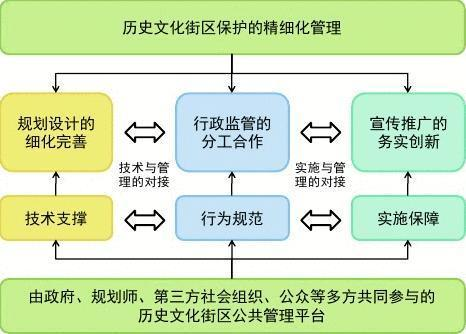 历史文化街区保护的精细化管理
规划设计的
细化完善
行政监管的
分工合作
宣传推广的
务实创新
技术与管
理的对接
实施与管
理的对接
技术支撑
行为规范
实施保障
由政府、规划师、第三方社会组织、公众等多方共同参与的
历史文化街区公共管理平台